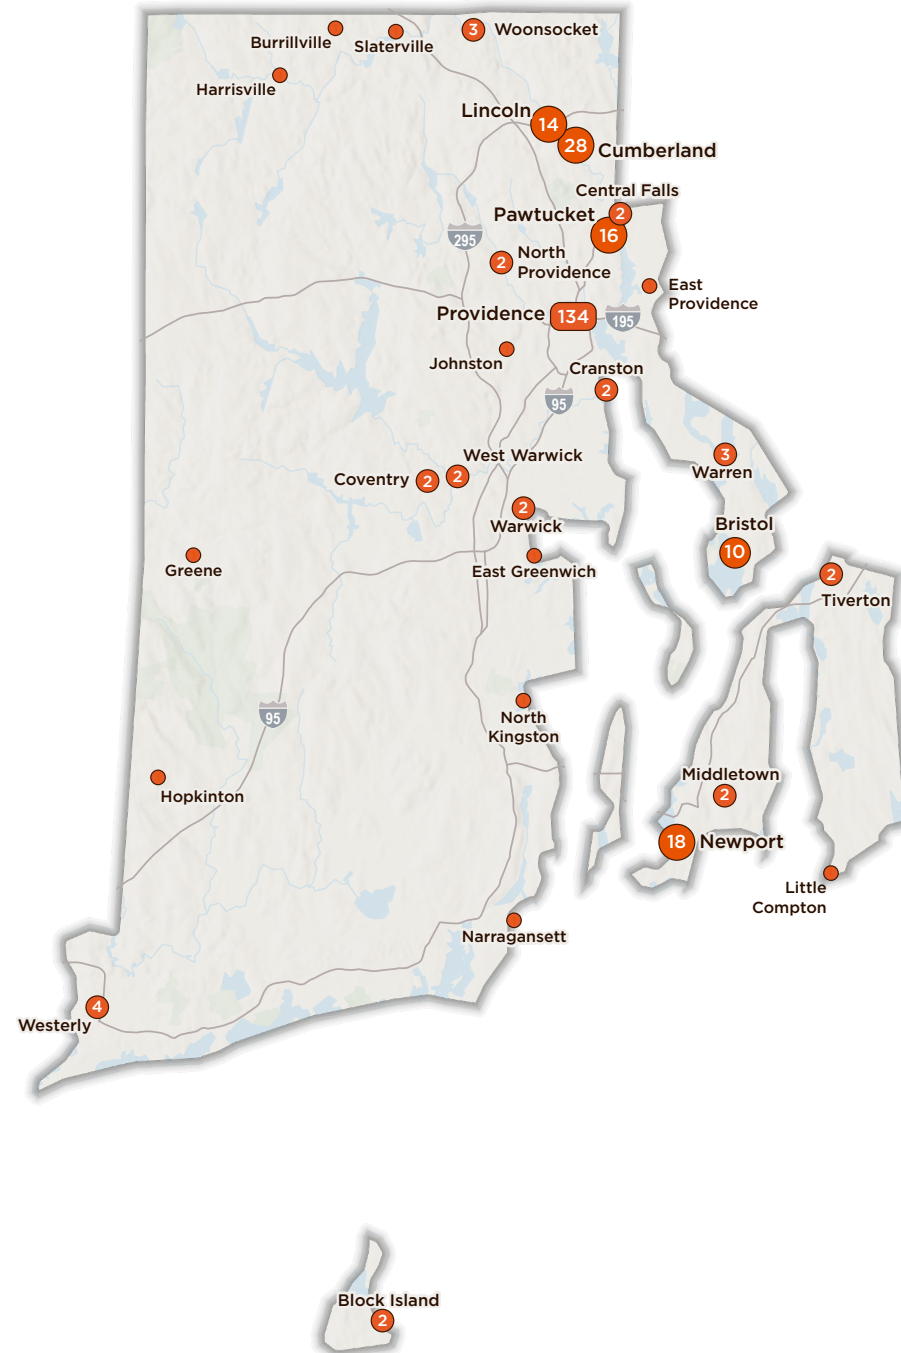 Burrillville
Slaterville
3 Woonsocket
Harrisville
Lincoln
14
28
Cumberland
Central Falls
Pawtucket
2
16
295
2
North
Providence
East
Providence
Providence
134
195
Johnston
Cranston
2
95
West Warwick
Coventry
2
2
3
Warren
2
Warwick
Bristol
10
Greene
East Greenwich
2
Tiverton
95
North
Kingston
Hopkinton
Middletown
2
18
Newport
Little
Compton
Narragansett
4
Westerly
Block Island
2